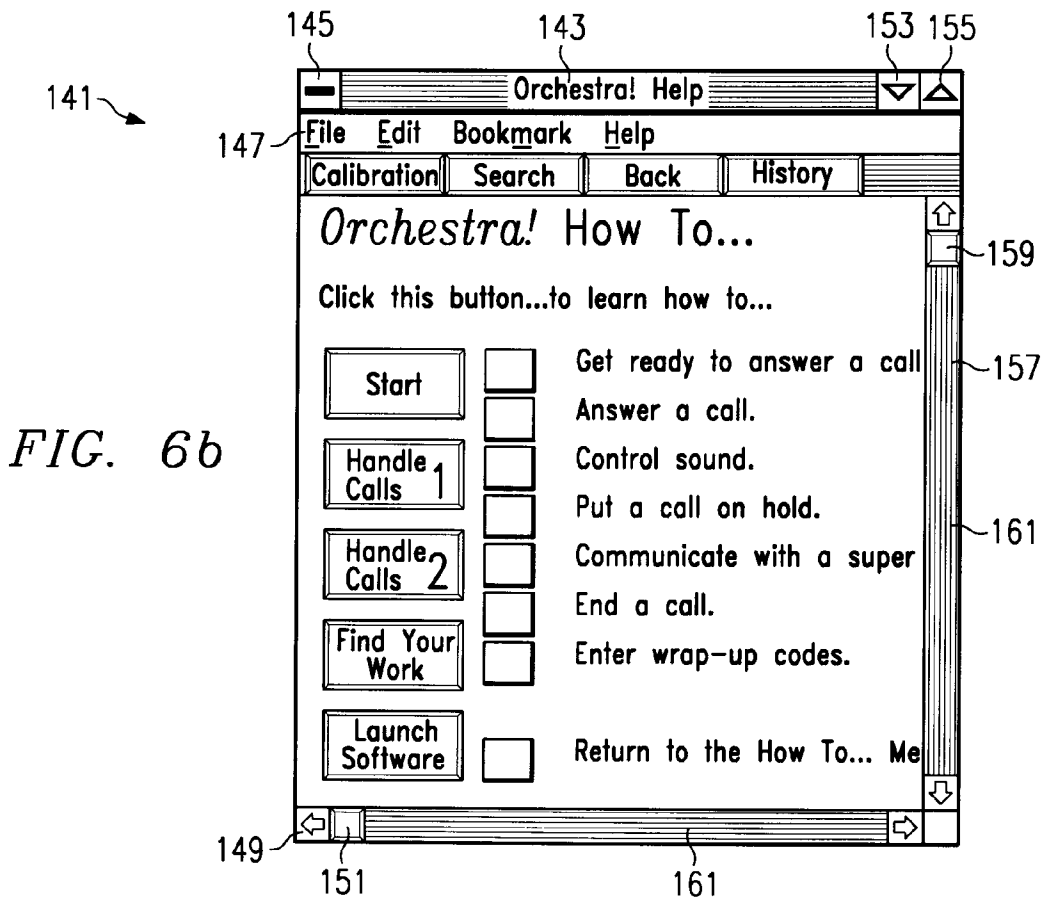 145 143 153 155
141
Orchestra! Help
147 File Edit Bookmark Help
Calibration Search Back History
Orchestra! How To...
159
Click this button...to learn how to...
Start
Get ready to answer a call
157
Answer a call.
FIG. 6b
Handle Calls 1
Control sound.
Put a call on hold.
161
Handle Calls 2
Communicate with a super
End a call.
Find Your Work
Enter wrap-up codes.
Launch Software
Return to the How To... Me
149
151 161